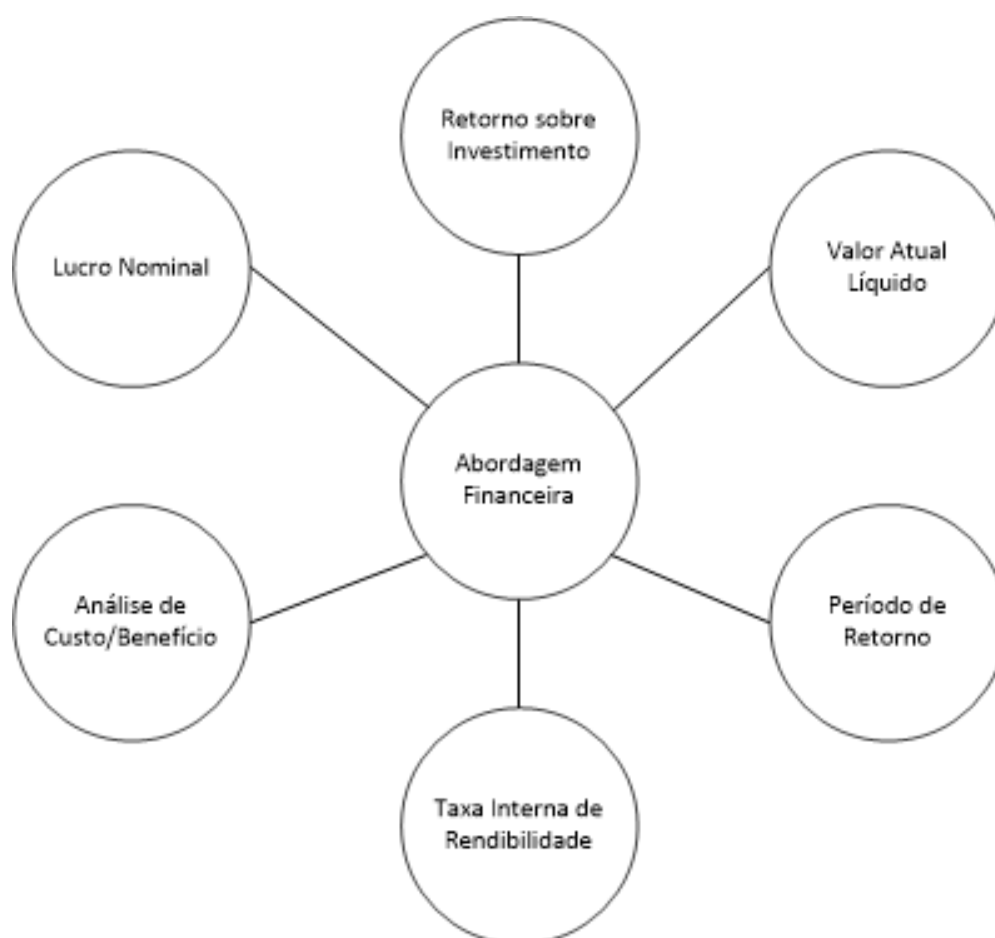 Retorno sobre
Investimento
Lucro Nominal
Valor Atual
Líquido
Abordagem
Financeira
Análise de
Custo/Benefício
Período de
Retorno
Taxa Interna de
Rendibilidade